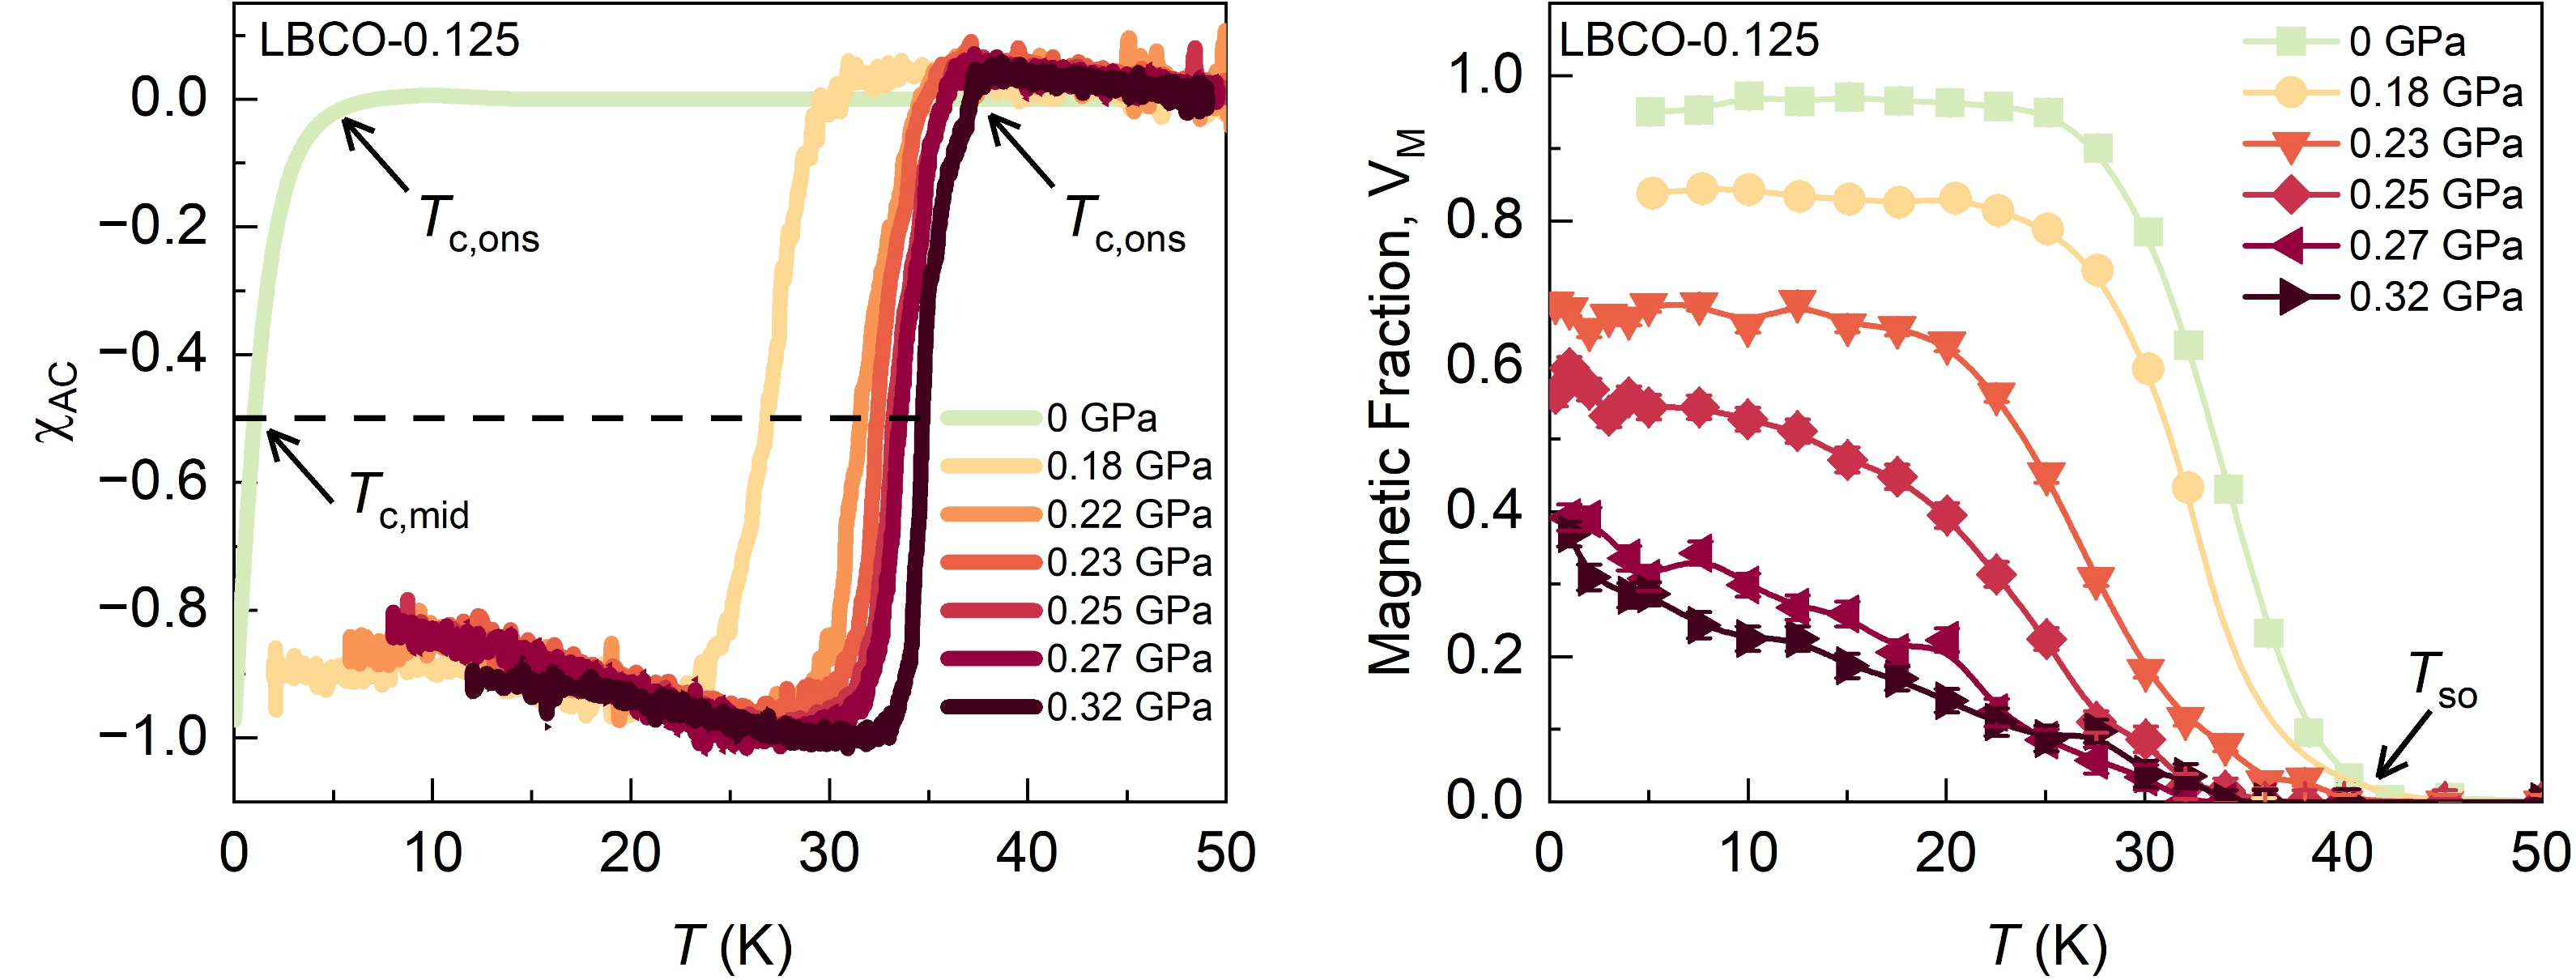 LBCO-0.125
0.0
−0.2
−0.4
−0.6
−0.8
−1.0
χAC
Tc,ons
Tc,ons
Tc,mid
0 GPa
0.18 GPa
0.22 GPa
0.23 GPa
0.25 GPa
0.27 GPa
0.32 GPa
0 10 20 30 40 50
T (K)
LBCO-0.125
1.0
0.8
0.6
0.4
0.2
0.0
Magnetic Fraction, VM
0 GPa
0.18 GPa
0.23 GPa
0.25 GPa
0.27 GPa
0.32 GPa
Tso
0 10 20 30 40 50
T (K)